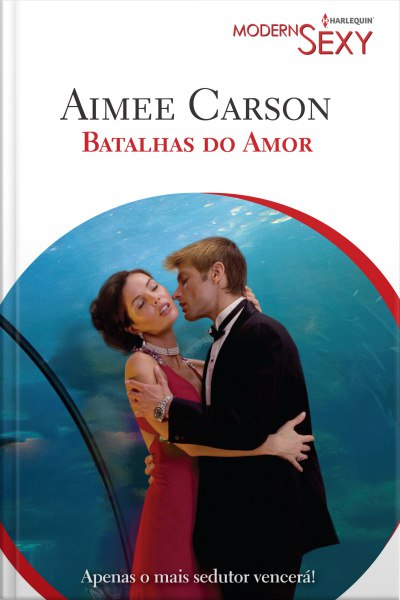 HARLEQUIN
MODERN SEXY
AIMEE CARSON
BATALHAS DO AMOR
Apenas o mais sedutor vencerá!